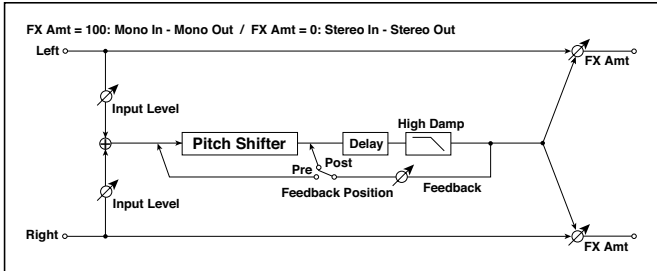 FX Amt = 100: Mono In - Mono Out / FX Amt = 0: Stereo In - Stereo Out
Left
FX Amt
Input Level
High Damp
Pitch Shifter
Delay
Post
Pre
Feedback Position
Feedback
Input Level
Right
FX Amt